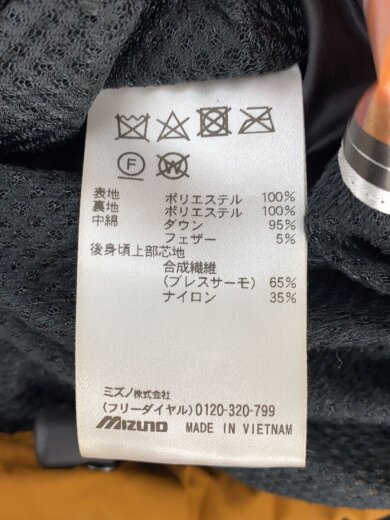 F W
表地 ポリエステル 100%
裏地 ポリエステル 100%
中綿 ダウン 95%
フェザー 5%
後身頃上部芯地
合成繊維
(ブレスサーモ) 65%
ナイロン 35%
ミズノ株式会社
(フリーダイヤル) 0120-320-799
MIZUNO MADE IN VIETNAM